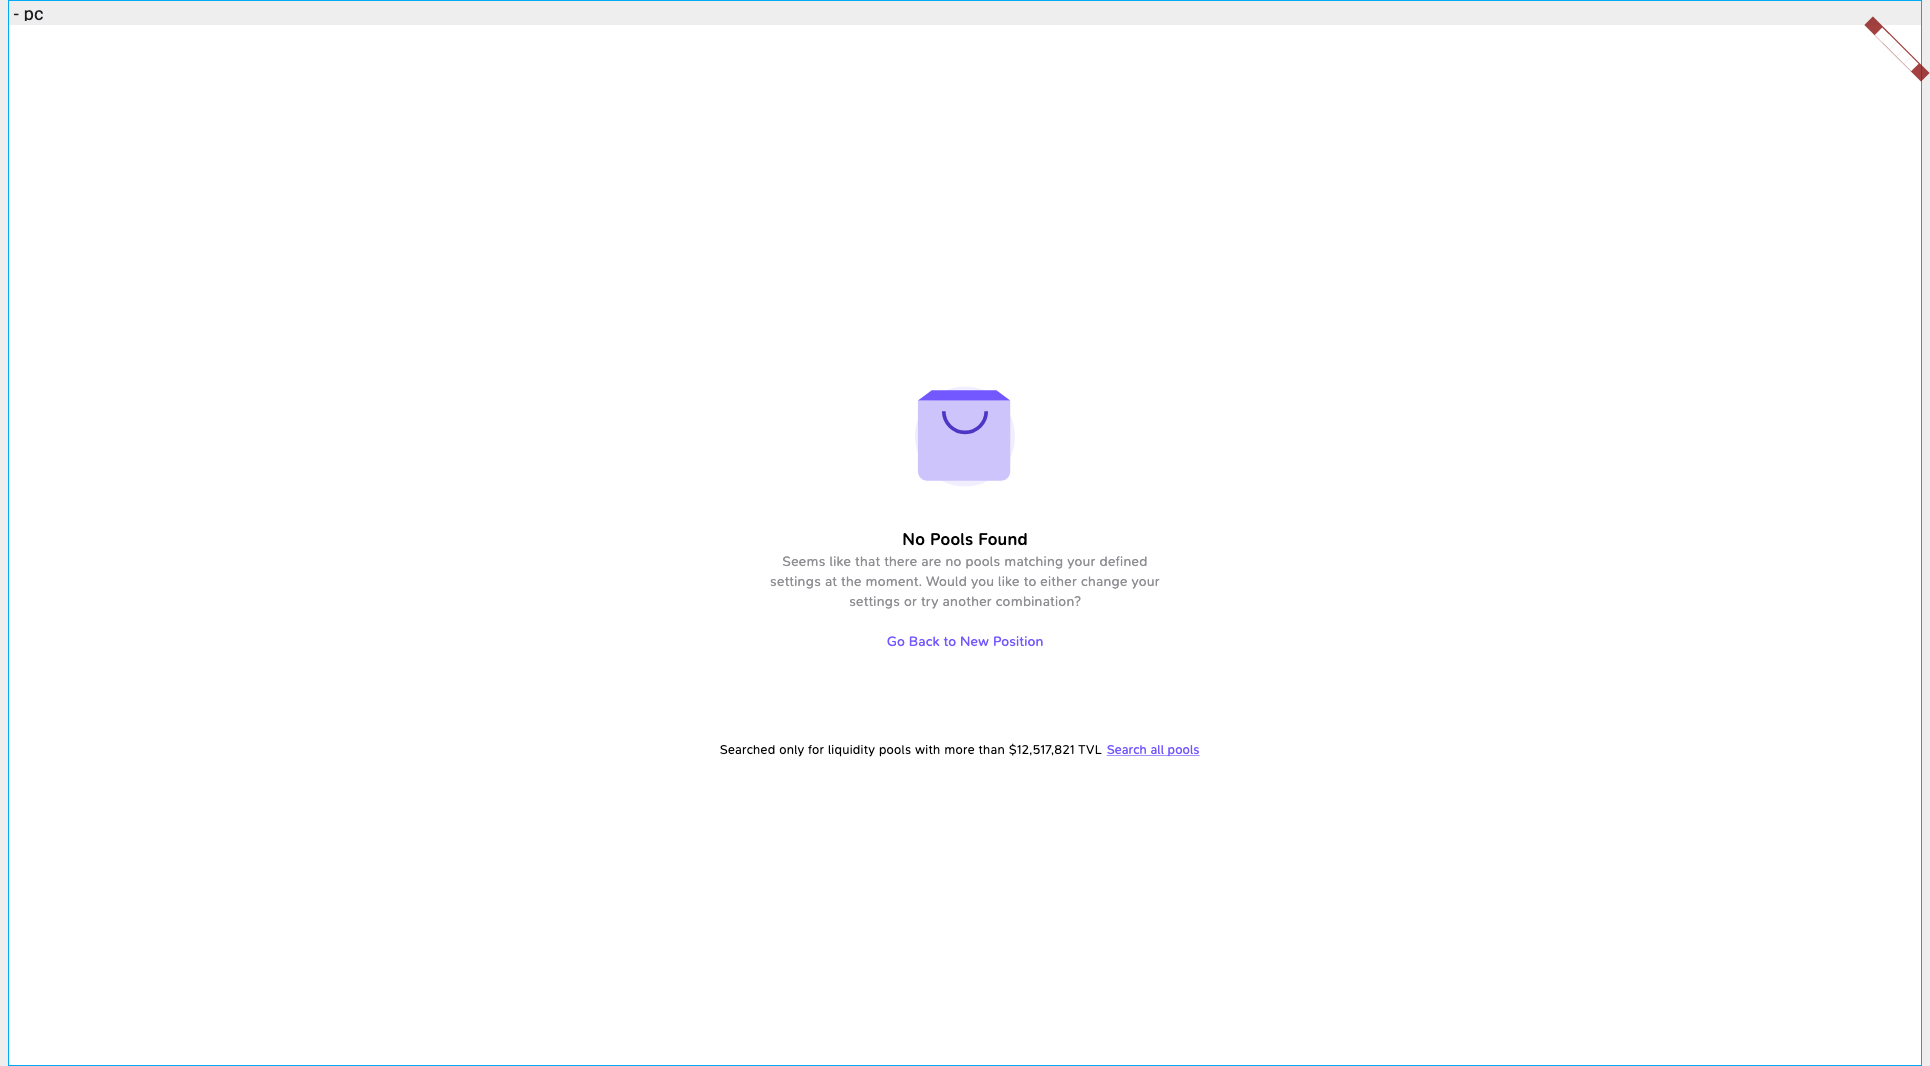 - pc
No Pools Found
Seems like that there are no pools matching your defined
settings at the moment. Would you like to either change your
settings or try another combination?
Go Back to New Position
Searched only for liquidity pools with more than $12,517,821 TVL Search all pools